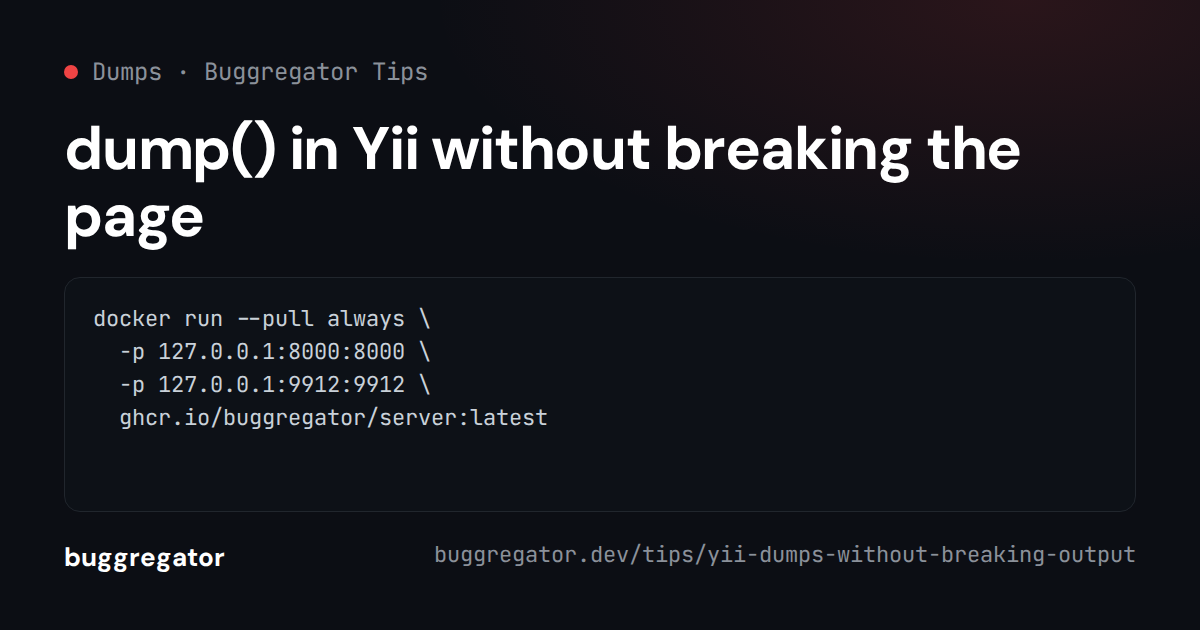 Dumps · Buggregator Tips
dump() in Yii without breaking the
page
docker run --pull always \
  -p 127.0.0.1:8000:8000 \
  -p 127.0.0.1:9912:9912 \
  ghcr.io/buggregator/server:latest
buggregator
buggregator.dev/tips/yii-dumps-without-breaking-output